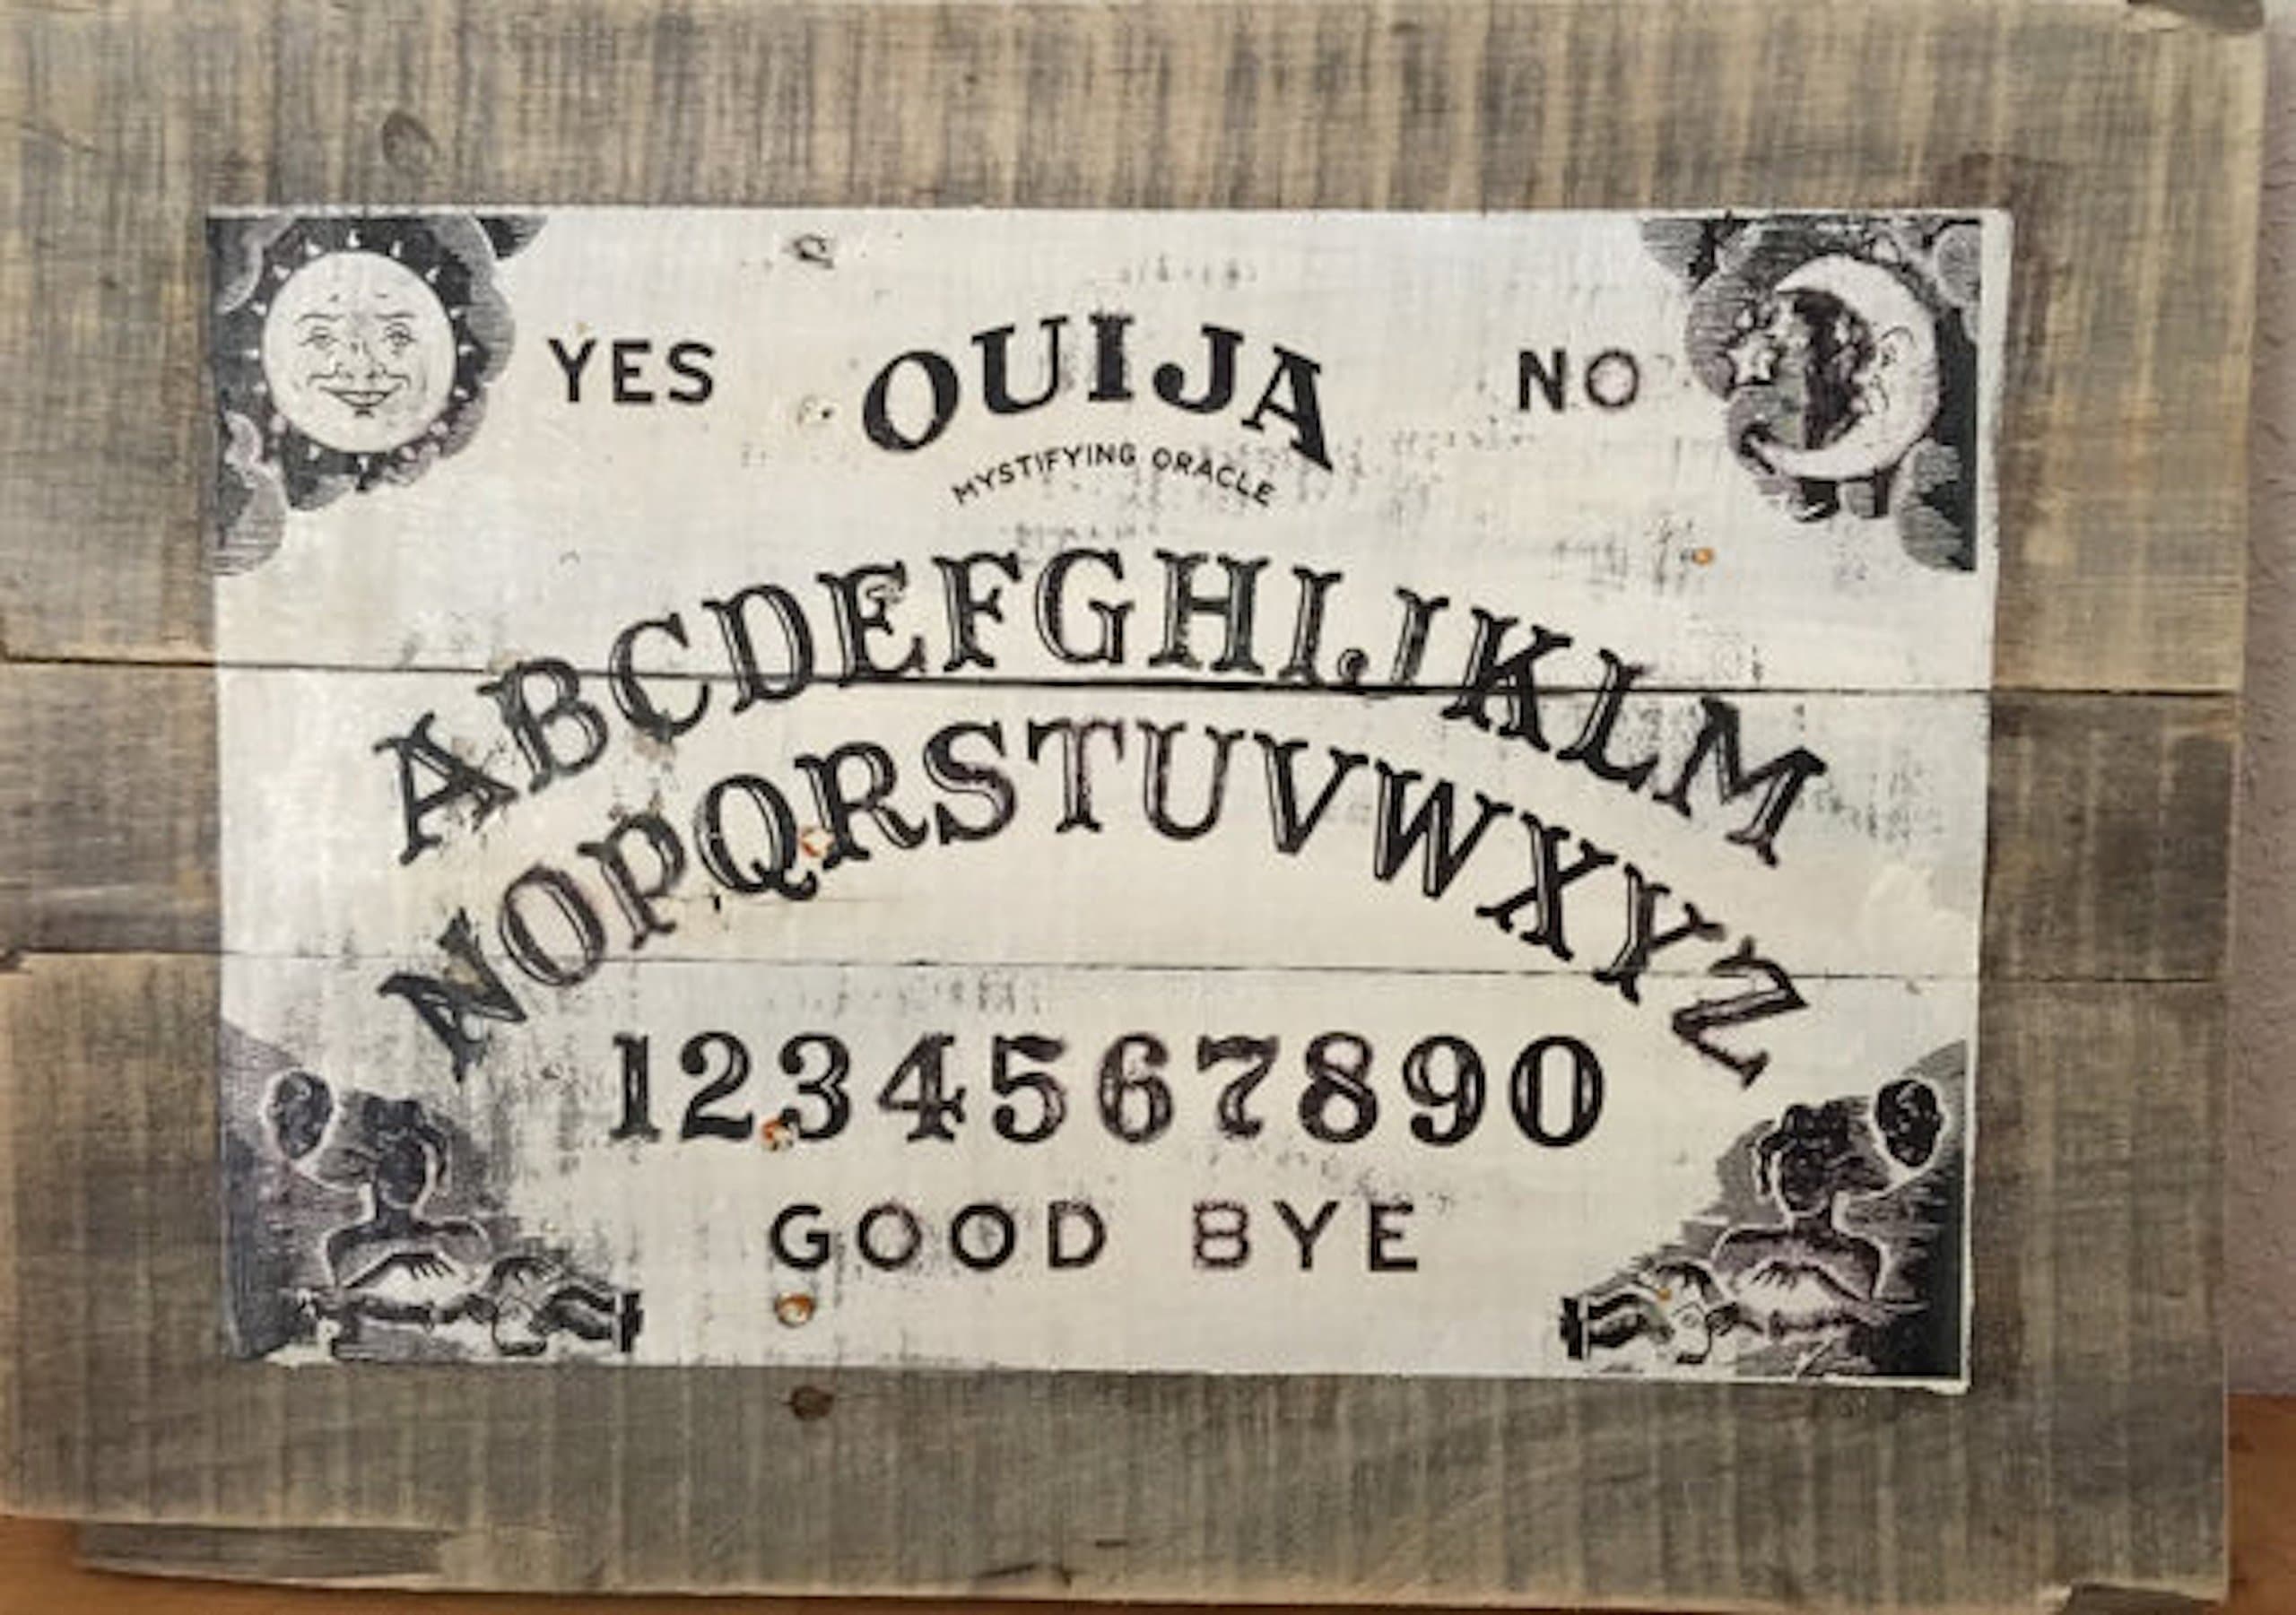 YES OUIJA NO
MYSTIFYING ORACLE
ABCDEFGHIJKLM
NOPQRSTUVWXYZ
1234567890
GOOD BYE